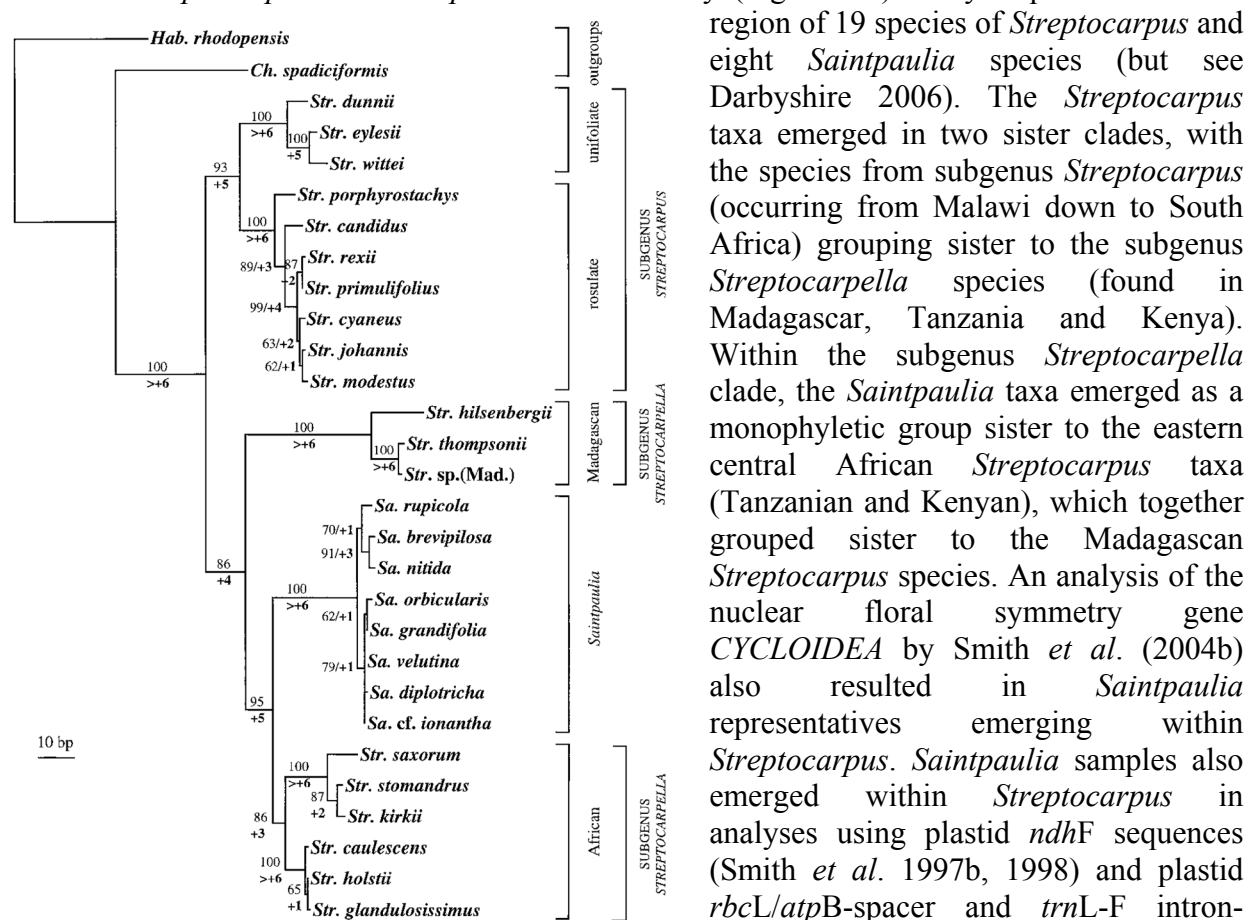 Hab. rhodopensis
Ch. spadiciformis
outgroups
100
>+6
Str. dunnii
100
+5
Str. eylesii
Str. wittei
unifoliate
93
+5
100
>+6
Str. porphyrostachys
Str. candidus
89/+3
87
+2
Str. rexii
Str. primulifolius
99/+4
Str. cyaneus
63/+2
Str. johannis
62/+1
Str. modestus
rosulate
SUBGENUS
STREPTOCARPUS
100
>+6
100
>+6
Str. hilsenbergii
100
>+6
Str. thompsonii
Str. sp.(Mad.)
Madagascan
SUBGENUS
STREPTOCARPELLA
86
+4
Sa. rupicola
70/+1
Sa. brevipilosa
91/+3
Sa. nitida
100
>+6
Sa. orbicularis
62/+1
Sa. grandifolia
Sa. velutina
79/+1
Sa. diplotricha
Sa. cf. ionantha
Saintpaulia
95
+5
10 bp
Str. saxorum
100
>+6
Str. stomandrus
87
+2
Str. kirkii
86
+3
Str. caulescens
100
>+6
Str. holstii
65
+1
Str. glandulosissimus
African
SUBGENUS
STREPTOCARPELLA
region of 19 species of Streptocarpus and
eight Saintpaulia species (but see
Darbyshire 2006). The Streptocarpus
taxa emerged in two sister clades, with
the species from subgenus Streptocarpus
(occurring from Malawi down to South
Africa) grouping sister to the subgenus
Streptocarpella species (found in
Madagascar, Tanzania and Kenya).
Within the subgenus Streptocarpella
clade, the Saintpaulia taxa emerged as a
monophyletic group sister to the eastern
central African Streptocarpus taxa
(Tanzanian and Kenyan), which together
grouped sister to the Madagascan
Streptocarpus species. An analysis of the
nuclear floral symmetry gene
CYCLOIDEA by Smith et al. (2004b)
also resulted in Saintpaulia
representatives emerging within
Streptocarpus. Saintpaulia samples also
emerged within Streptocarpus in
analyses using plastid ndhF sequences
(Smith et al. 1997b, 1998) and plastid
rbcL/atpB-spacer and trnL-F intron-